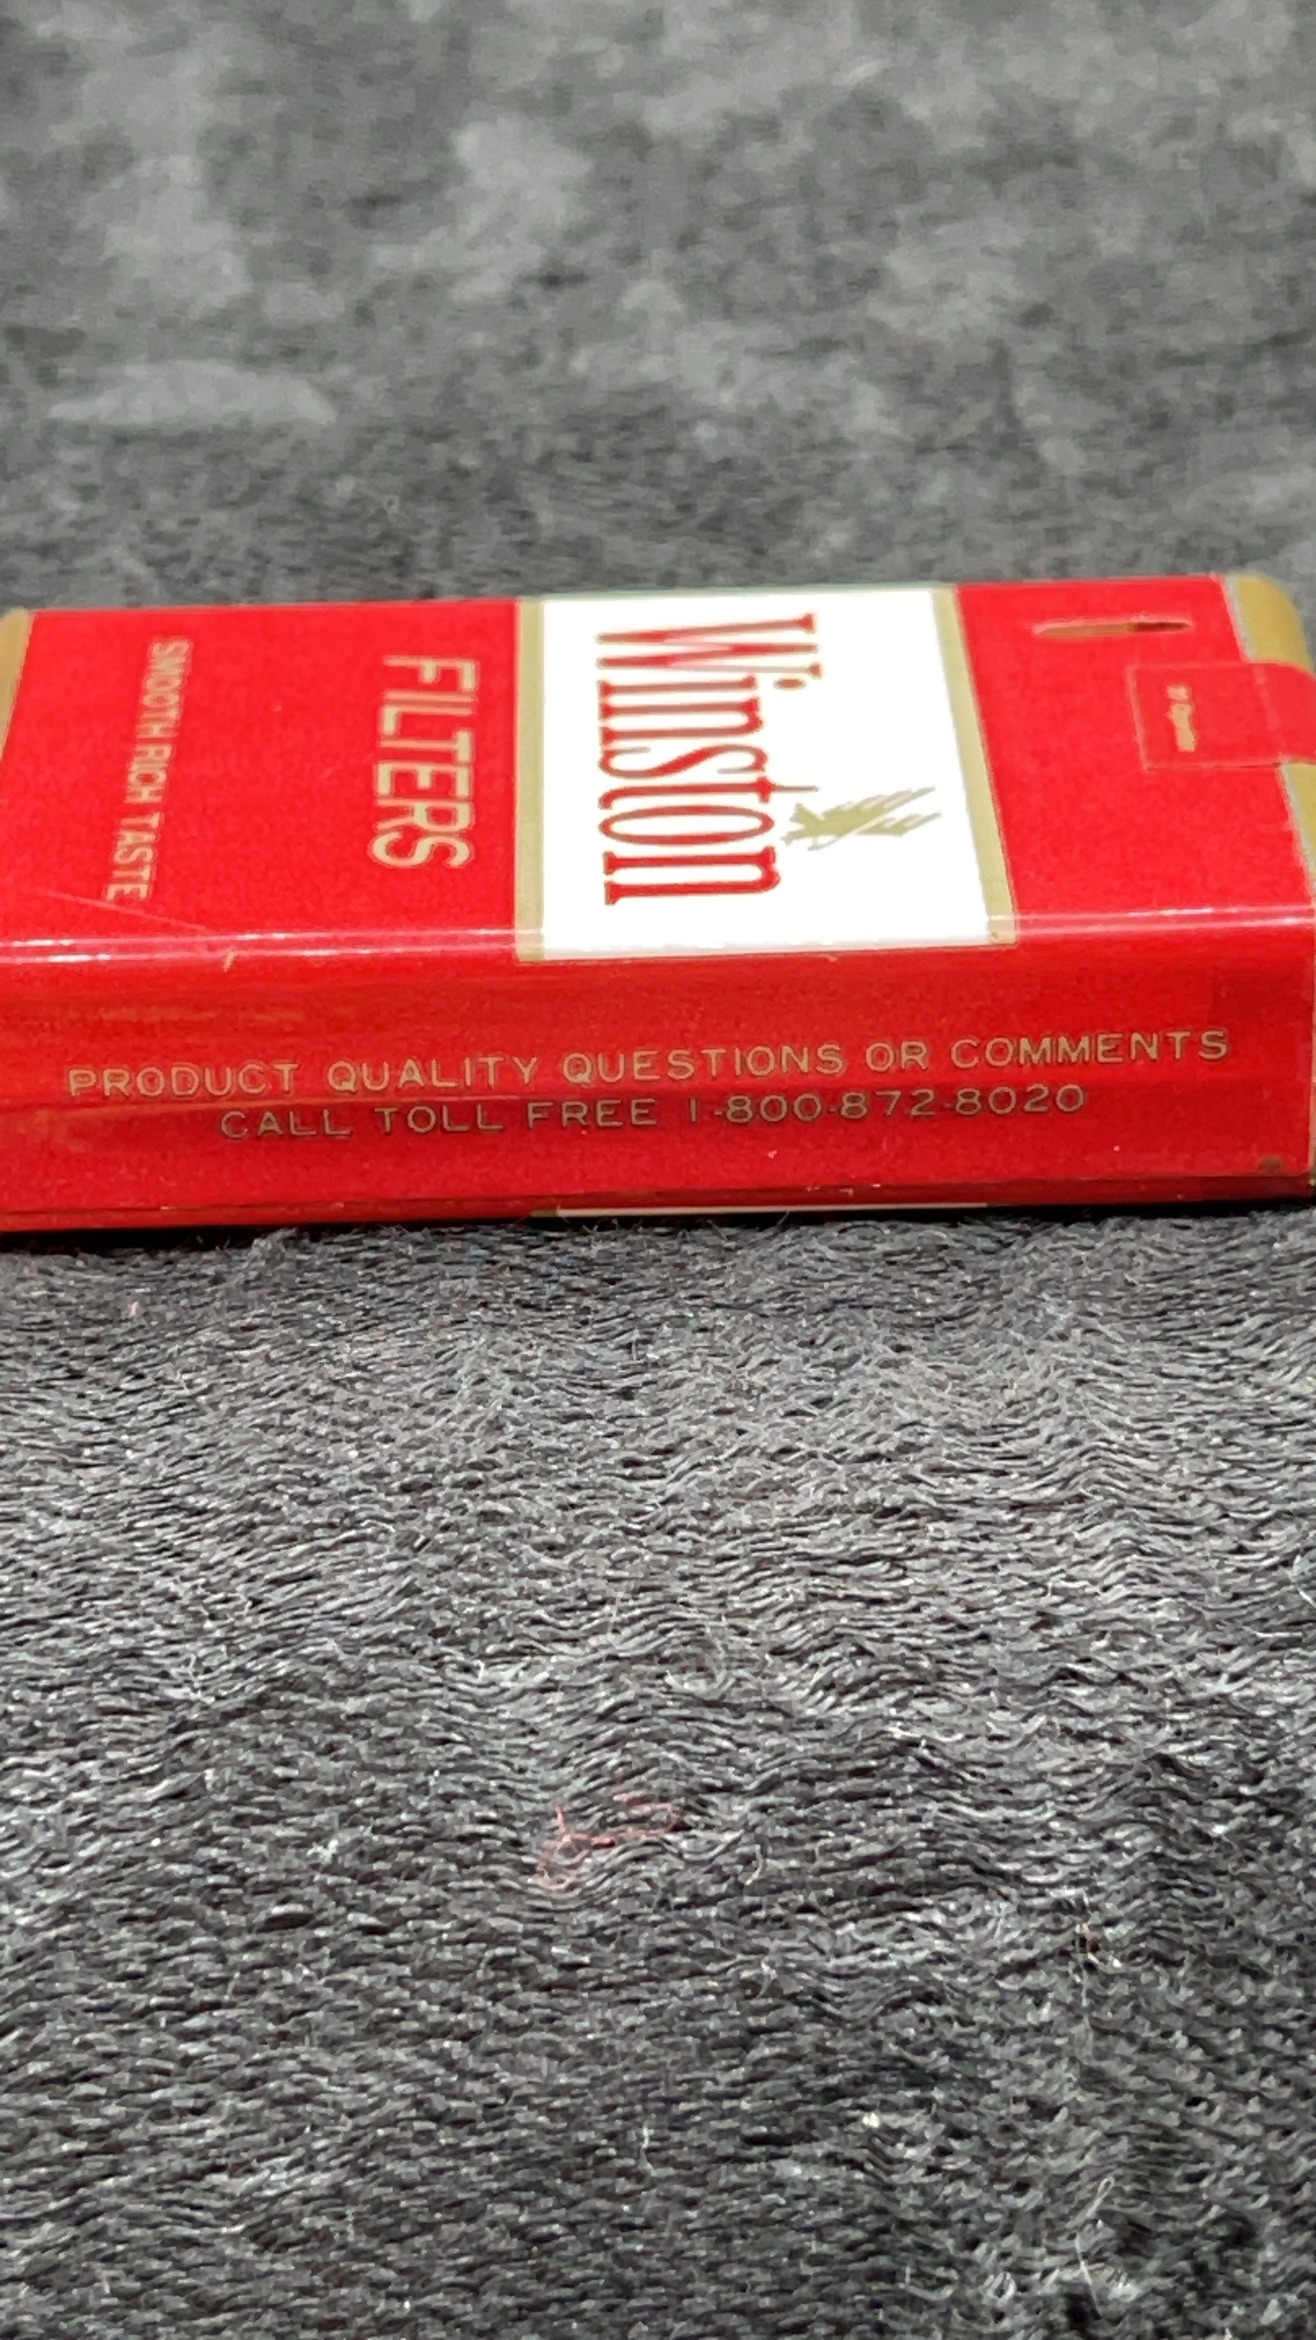 Winston
FILTERS
SMOOTH RICH TASTE
PRODUCT QUALITY QUESTIONS OR COMMENTS
CALL TOLL FREE 1-800-872-8020